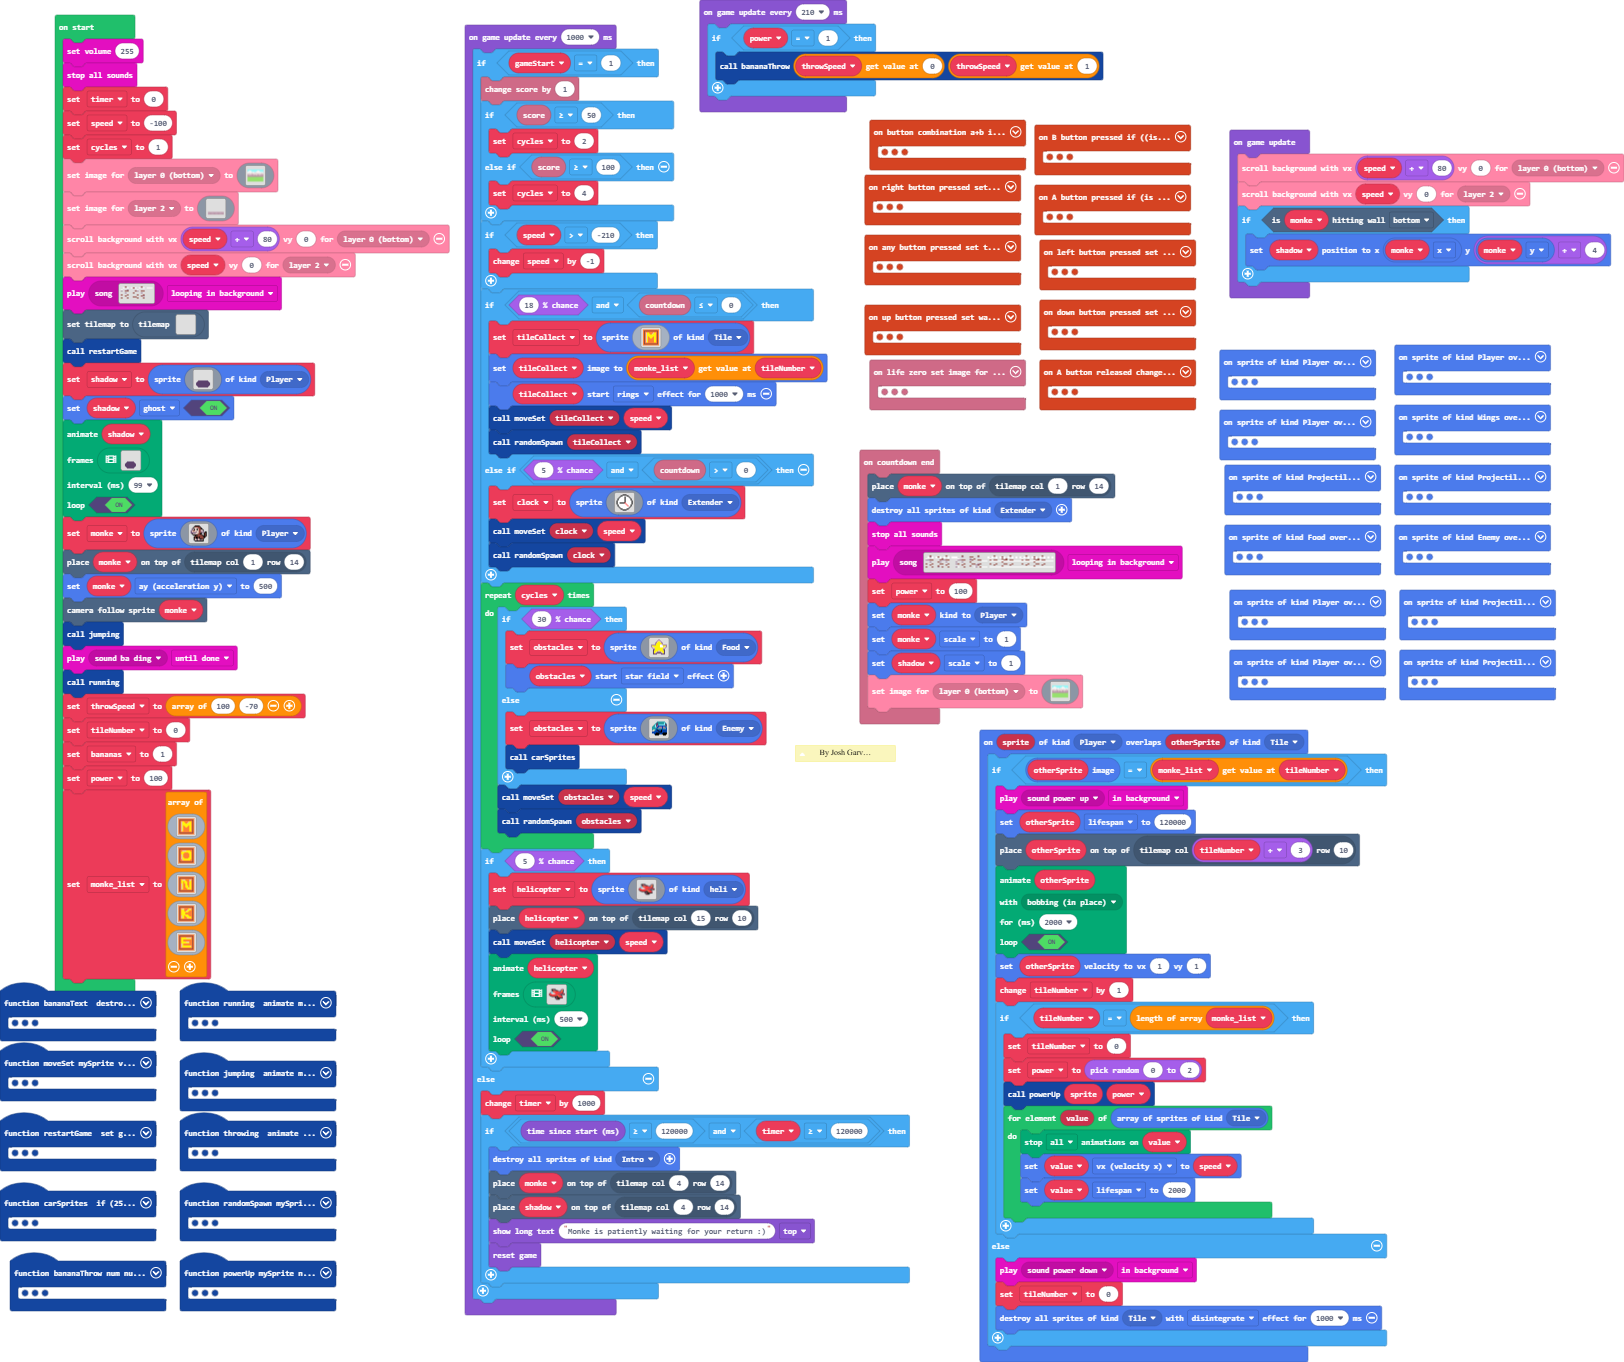 on start
set volume 255
stop all sounds
set timer to 0
set speed to -100
set cycles to 1
set image for layer 0 (bottom) to
set image for layer 2 to
scroll background with vx speed ÷ 80 vy 0 for layer 0 (bottom)
scroll background with vx speed vy 0 for layer 2
play song looping in background
set tilemap to tilemap
call restartGame
set shadow to sprite of kind Player
set shadow ghost ON
animate shadow
frames
interval (ms) 99
loop ON
set monke to sprite of kind Player
place monke on top of tilemap col 1 row 14
set monke ay (acceleration y) to 500
camera follow sprite monke
call jumping
play sound ba ding until done
call running
set throwSpeed to array of 100 -70
set tileNumber to 0
set bananas to 1
set power to 100
set monke_list to array of
M
O
N
K
E
function bananaText destro...
function running animate m...
function moveSet mySprite v...
function jumping animate m...
function restartGame set g...
function throwing animate ...
function carSprites if (25...
function randomSpawn mySpri...
function bananaThrow num nu...
function powerUp mySprite n...
on game update every 1000 ms
if gameStart = 1 then
change score by 1
if score ≥ 50 then
set cycles to 2
else if score ≥ 100 then
set cycles to 4
if speed > -210 then
change speed by -1
if 18 % chance and countdown ≤ 0 then
set tileCollect to sprite M of kind Tile
set tileCollect image to monke_list get value at tileNumber
tileCollect start rings effect for 1000 ms
call moveSet tileCollect speed
call randomSpawn tileCollect
else if 5 % chance and countdown > 0 then
set clock to sprite of kind Extender
call moveSet clock speed
call randomSpawn clock
repeat cycles times
do if 30 % chance then
set obstacles to sprite of kind Food
obstacles start star field effect
else
set obstacles to sprite of kind Enemy
call carSprites
call moveSet obstacles speed
call randomSpawn obstacles
if 5 % chance then
set helicopter to sprite of kind heli
place helicopter on top of tilemap col 15 row 10
call moveSet helicopter speed
animate helicopter
frames
interval (ms) 500
loop ON
else
change timer by 1000
if time since start (ms) ≥ 120000 and timer ≥ 120000 then
destroy all sprites of kind Intro
place monke on top of tilemap col 4 row 14
place shadow on top of tilemap col 4 row 14
show long text "Monke is patiently waiting for your return :)" top
reset game
on game update every 210 ms
if power = 1 then
call bananaThrow throwSpeed get value at 0 throwSpeed get value at 1
on button combination a+b i...
on B button pressed if ((is...
on right button pressed set...
on A button pressed if (is ...
on any button pressed set t...
on left button pressed set ...
on up button pressed set wa...
on down button pressed set ...
on life zero set image for ...
on A button released change...
on game update
scroll background with vx speed ÷ 80 vy 0 for layer 0 (bottom)
scroll background with vx speed vy 0 for layer 2
if is monke hitting wall bottom then
set shadow position to x monke x y monke y + 4
on sprite of kind Player ov...
on sprite of kind Player ov...
on sprite of kind Player ov...
on sprite of kind Wings ove...
on sprite of kind Projectil...
on sprite of kind Projectil...
on sprite of kind Food over...
on sprite of kind Enemy ove...
on sprite of kind Player ov...
on sprite of kind Projectil...
on sprite of kind Player ov...
on sprite of kind Projectil...
on countdown end
place monke on top of tilemap col 1 row 14
destroy all sprites of kind Extender
stop all sounds
play song looping in background
set power to 100
set monke kind to Player
set monke scale to 1
set shadow scale to 1
set image for layer 0 (bottom) to
By Josh Garv...
on sprite of kind Player overlaps otherSprite of kind Tile
if otherSprite image = monke_list get value at tileNumber then
play sound power up in background
set otherSprite lifespan to 120000
place otherSprite on top of tilemap col tileNumber + 3 row 10
animate otherSprite
with bobbing (in place)
for (ms) 2000
loop ON
set otherSprite velocity to vx 1 vy 1
change tileNumber by 1
if tileNumber = length of array monke_list then
set tileNumber to 0
set power to pick random 0 to 2
call powerUp sprite power
for element value of array of sprites of kind Tile
do stop all animations on value
set value vx (velocity x) to speed
set value lifespan to 2000
else
play sound power down in background
set tileNumber to 0
destroy all sprites of kind Tile with disintegrate effect for 1000 ms